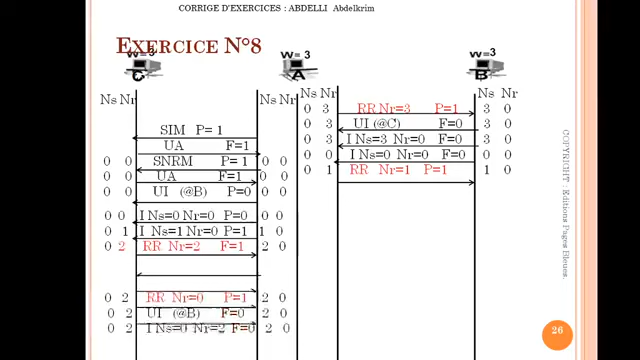 CORRIGE D'EXERCICES : ABDELLI Abdelkrim
EXERCICE N°8
W= 3
W= 3
W= 3
C
A
B
Ns Nr
Ns Nr
Ns Nr
Ns Nr
0 3 RR Nr=3 P=1 3 0
0 3 UI (@C) F=0 3 0
0 3 I Ns=3 Nr=0 F=0 3 0
0 0 I Ns=0 Nr=0 F=0 0 0
0 1 RR Nr=1 P=1 1 0
SIM P= 1
UA F=1
0 0 SNRM P= 1 0 0
0 0 UA F=1 0 0
0 0 UI (@B) P=0 0 0
0 0 I Ns=0 Nr=0 P=0 0 0
0 1 I Ns=1 Nr=0 P=1 1 0
0 2 RR Nr=2 F=1 2 0
0 2 RR Nr=0 P=1 2 0
0 2 UI (@B) F=0 2 0
0 2 I Ns=0 Nr=2 F=0 2 0
COPYRIGHT : Editions Pages Bleues.
26